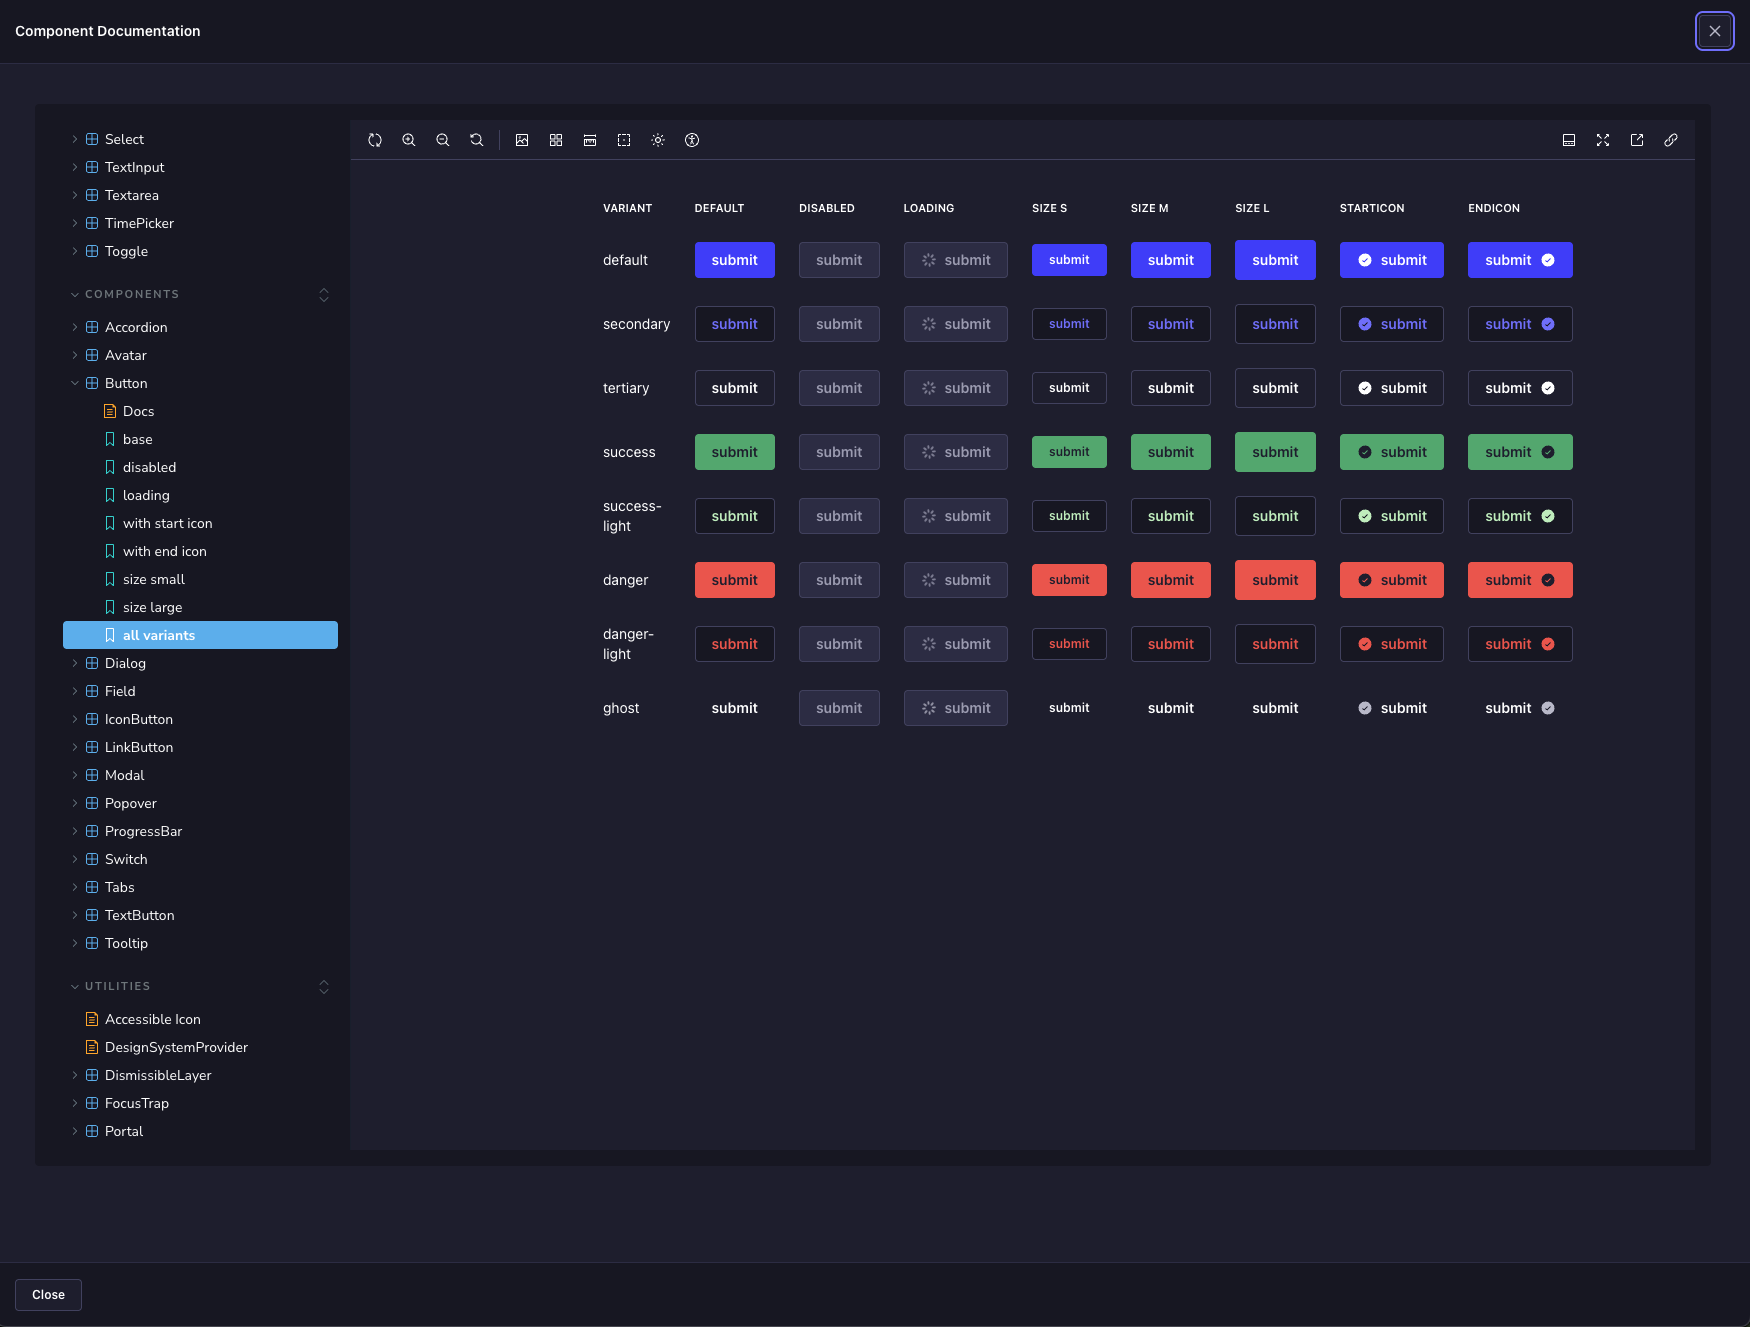 Component Documentation
Select
TextInput
Textarea
TimePicker
Toggle
COMPONENTS
Accordion
Avatar
Button
Docs
base
disabled
loading
with start icon
with end icon
size small
size large
all variants
Dialog
Field
IconButton
LinkButton
Modal
Popover
ProgressBar
Switch
Tabs
TextButton
Tooltip
UTILITIES
Accessible Icon
DesignSystemProvider
DismissibleLayer
FocusTrap
Portal
VARIANT DEFAULT DISABLED LOADING SIZE S SIZE M SIZE L STARTICON ENDICON
default submit submit submit submit submit submit submit submit
secondary submit submit submit submit submit submit submit submit
tertiary submit submit submit submit submit submit submit submit
success submit submit submit submit submit submit submit submit
success-
light submit submit submit submit submit submit submit submit
danger submit submit submit submit submit submit submit submit
danger-
light submit submit submit submit submit submit submit submit
ghost submit submit submit submit submit submit submit submit
Close